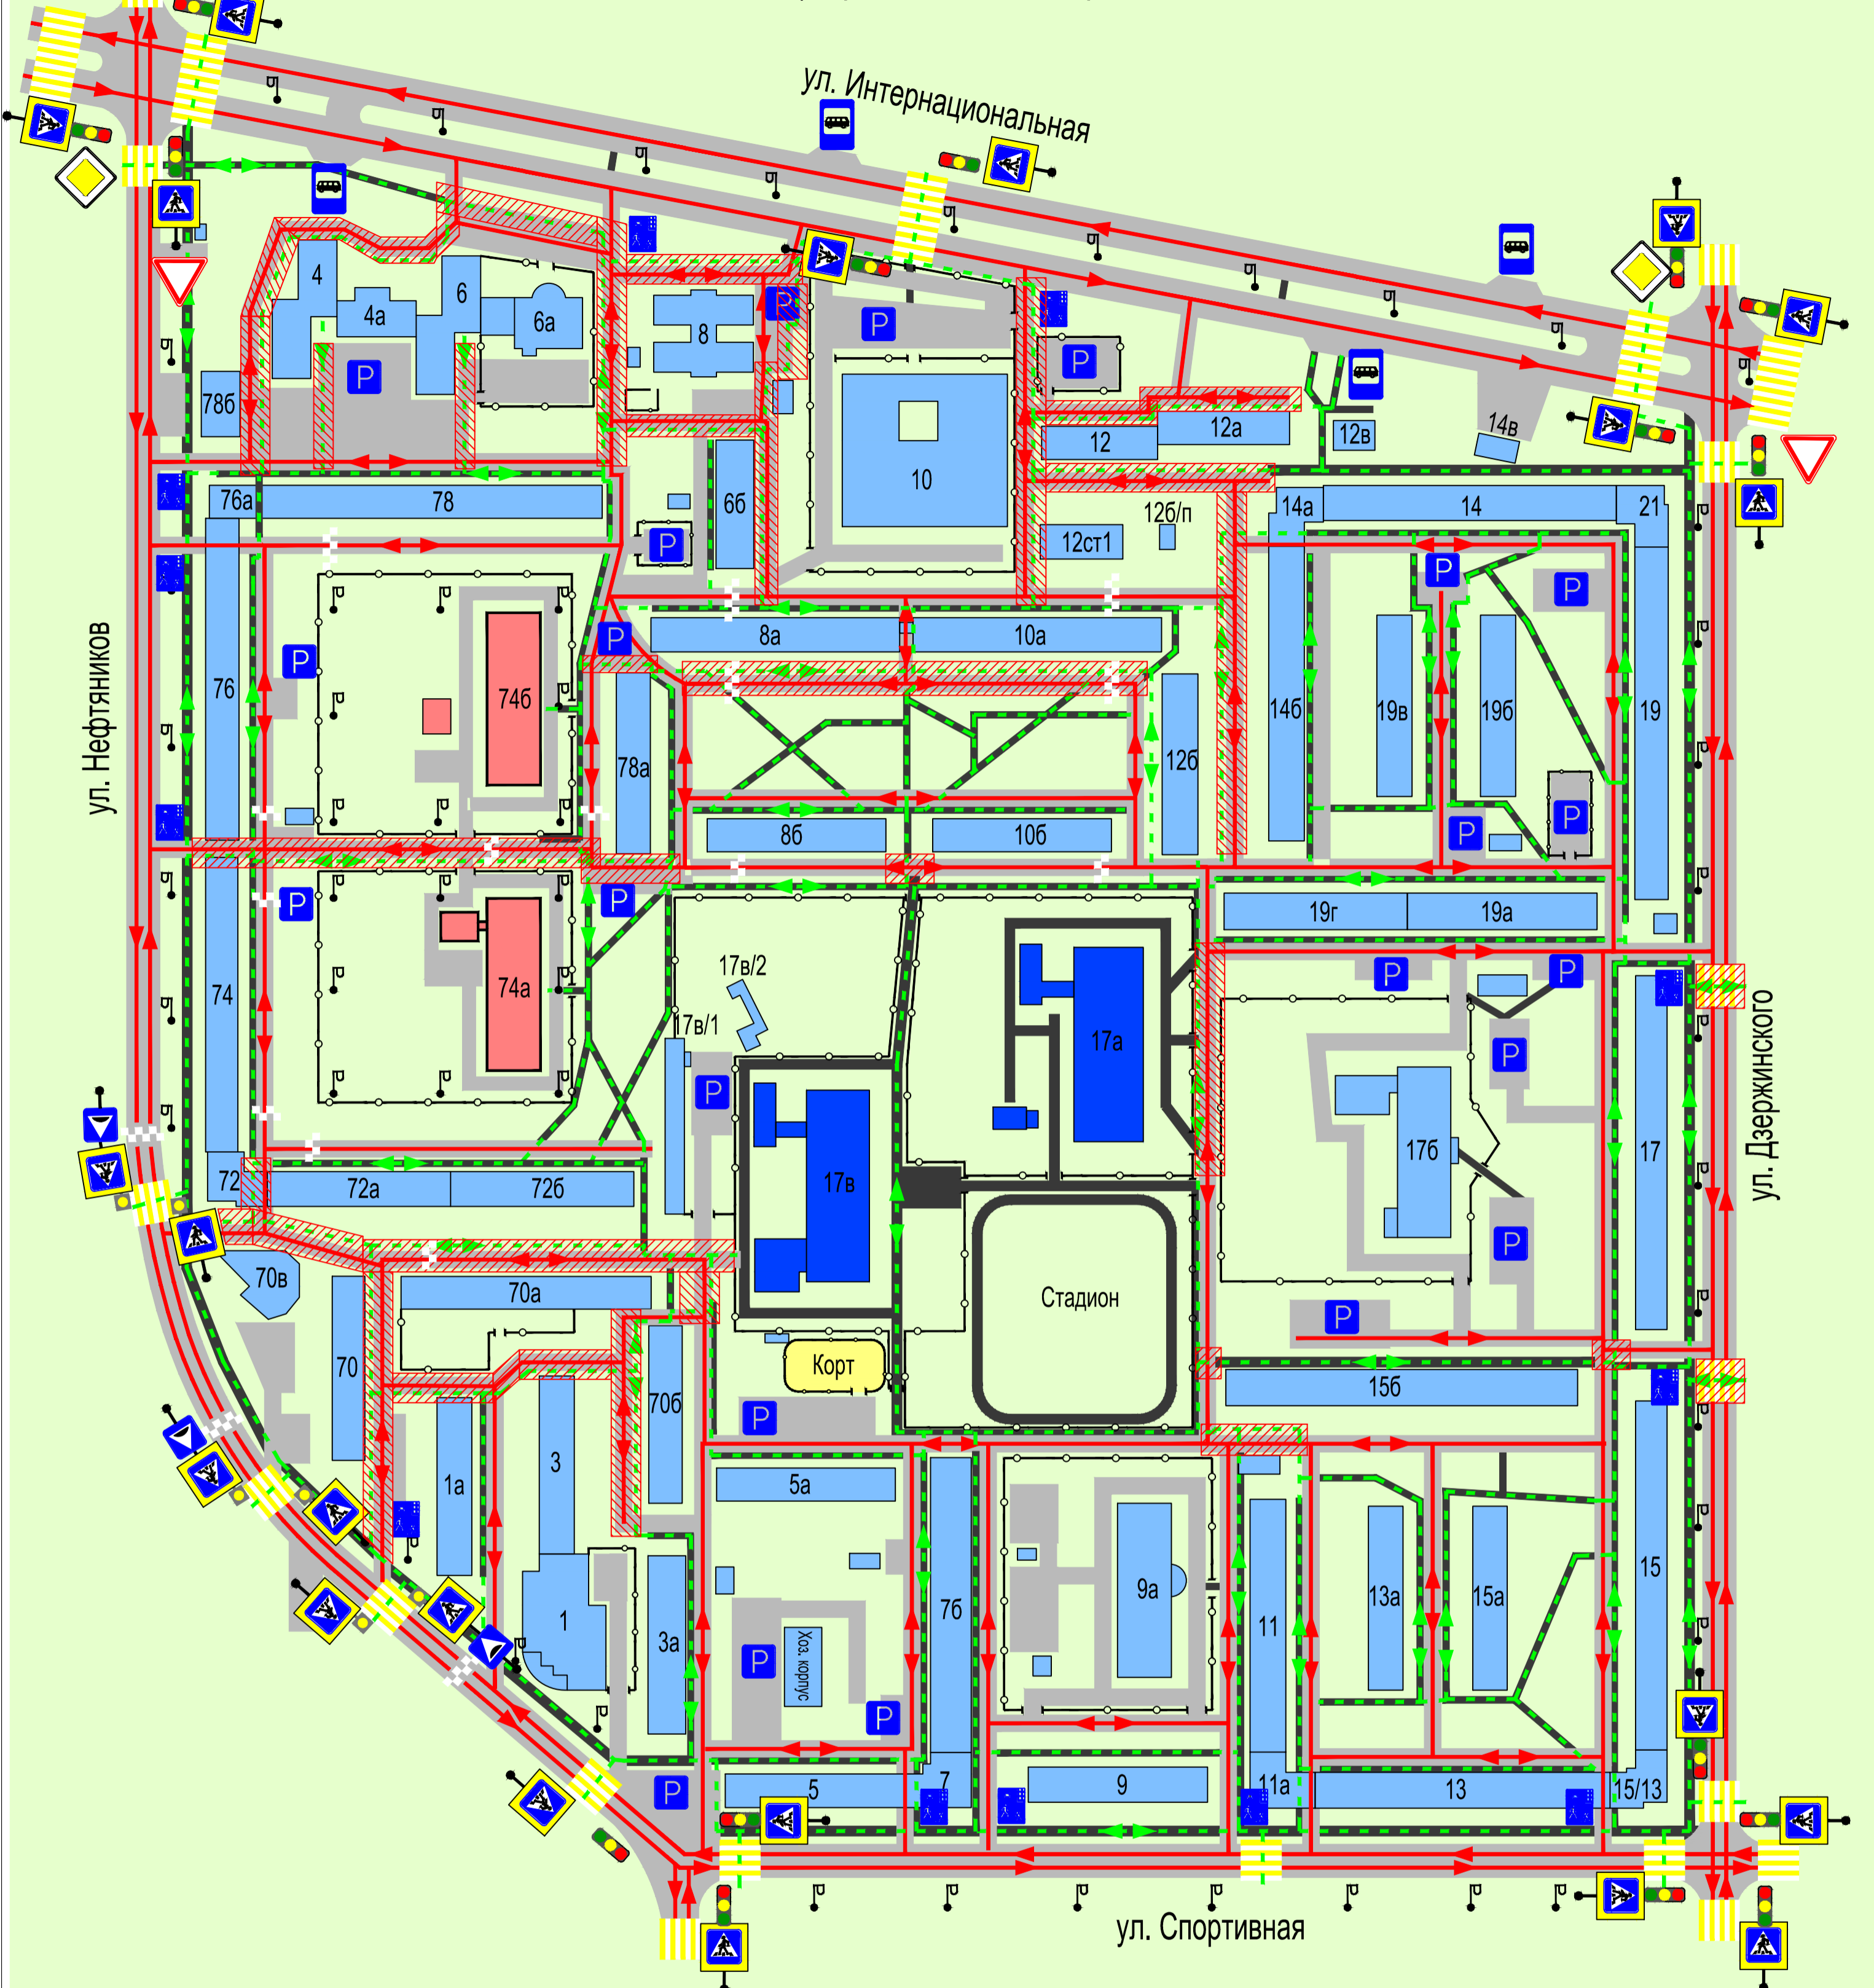 ул. Интернациональная
4
4а
6
6а
8
P
P
P
P
78б
10
12
12а
12в
14в
76а
78
6б
P
12ст1
12б/п
14а
14
21
P
P
76
P
74б
P
8а
10а
78а
12б
14б
19в
19б
19
ул. Нефтяников
8б
10б
P
P
P
74
P
74а
17в/2
17в/1
17а
19г
19а
P
P
P
17б
17
ул. Дзержинского
P
72
72а
72б
17в
P
70в
70а
Стадион
P
70
70б
Корт
P
15б
1а
3
5а
7б
9а
11
13а
15а
15
1
3а
P
Хоз. корпус
P
P
5
7
9
11а
13
15/13
ул. Спортивная